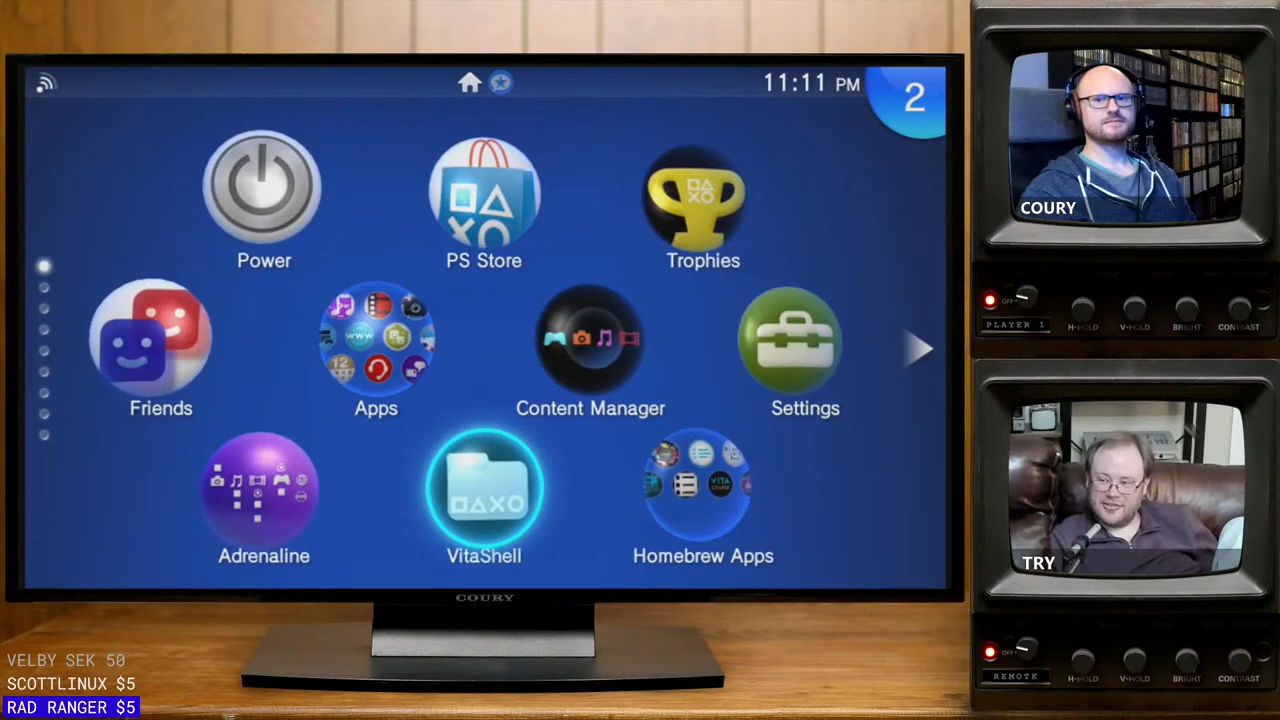 11:11 PM
2
Power
PS Store
Trophies
Friends
Apps
Content Manager
Settings
Adrenaline
VitaShell
Homebrew Apps
COURY
VELBY SEK 50
SCOTTLINUX $5
RAD RANGER $5
COURY
OFF
PLAYER 1
H-HOLD
V-HOLD
BRIGHT
CONTRAST
TRY
OFF
REMOTE
H-HOLD
V-HOLD
BRIGHT
CONTRAST